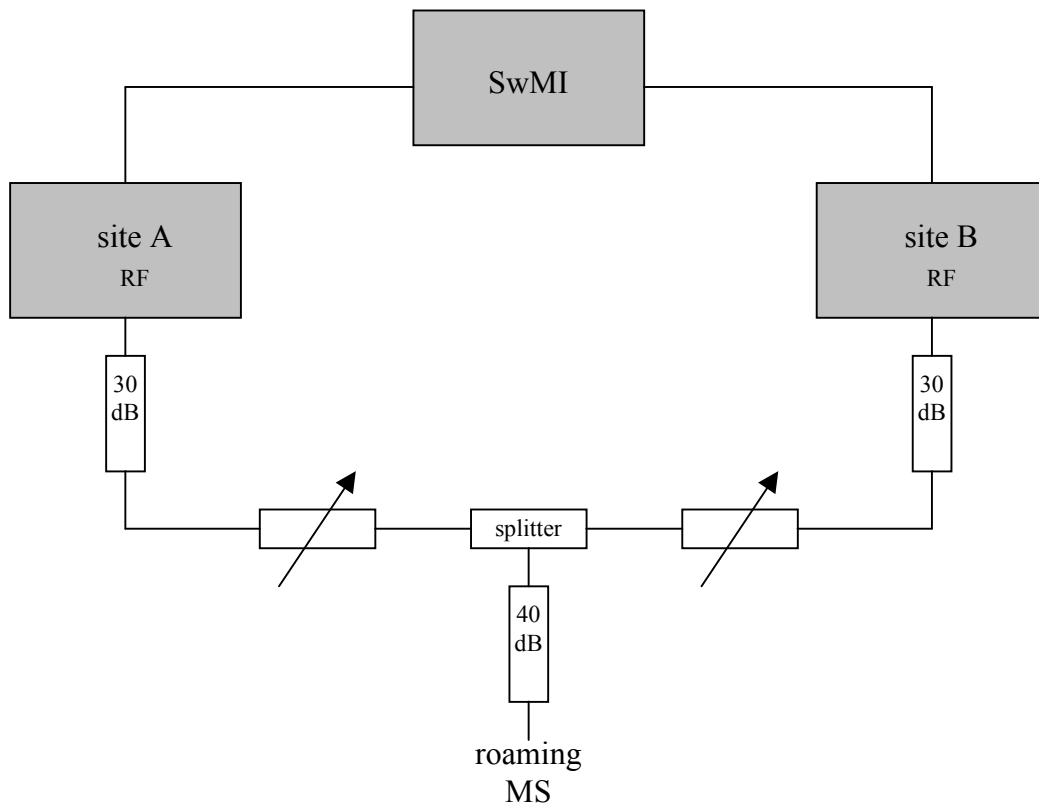 SwMI
site A
RF
site B
RF
30
dB
30
dB
splitter
40
dB
roaming
MS